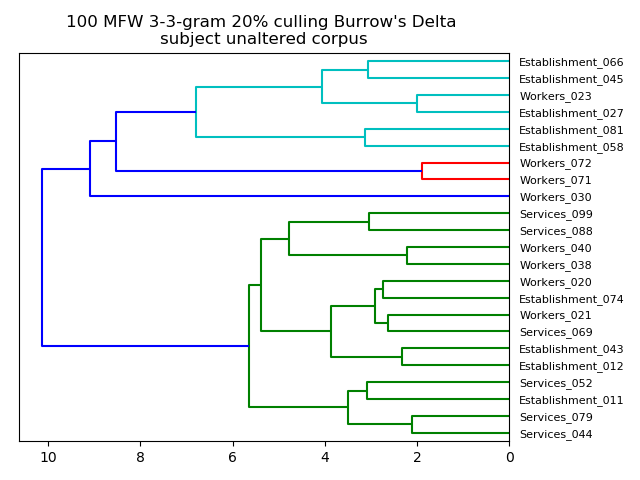 100 MFW 3-3-gram 20% culling Burrow's Delta
subject unaltered corpus
Establishment_066
Establishment_045
Workers_023
Establishment_027
Establishment_081
Establishment_058
Workers_072
Workers_071
Workers_030
Services_099
Services_088
Workers_040
Workers_038
Workers_020
Establishment_074
Workers_021
Services_069
Establishment_043
Establishment_012
Services_052
Establishment_011
Services_079
Services_044
10 8 6 4 2 0